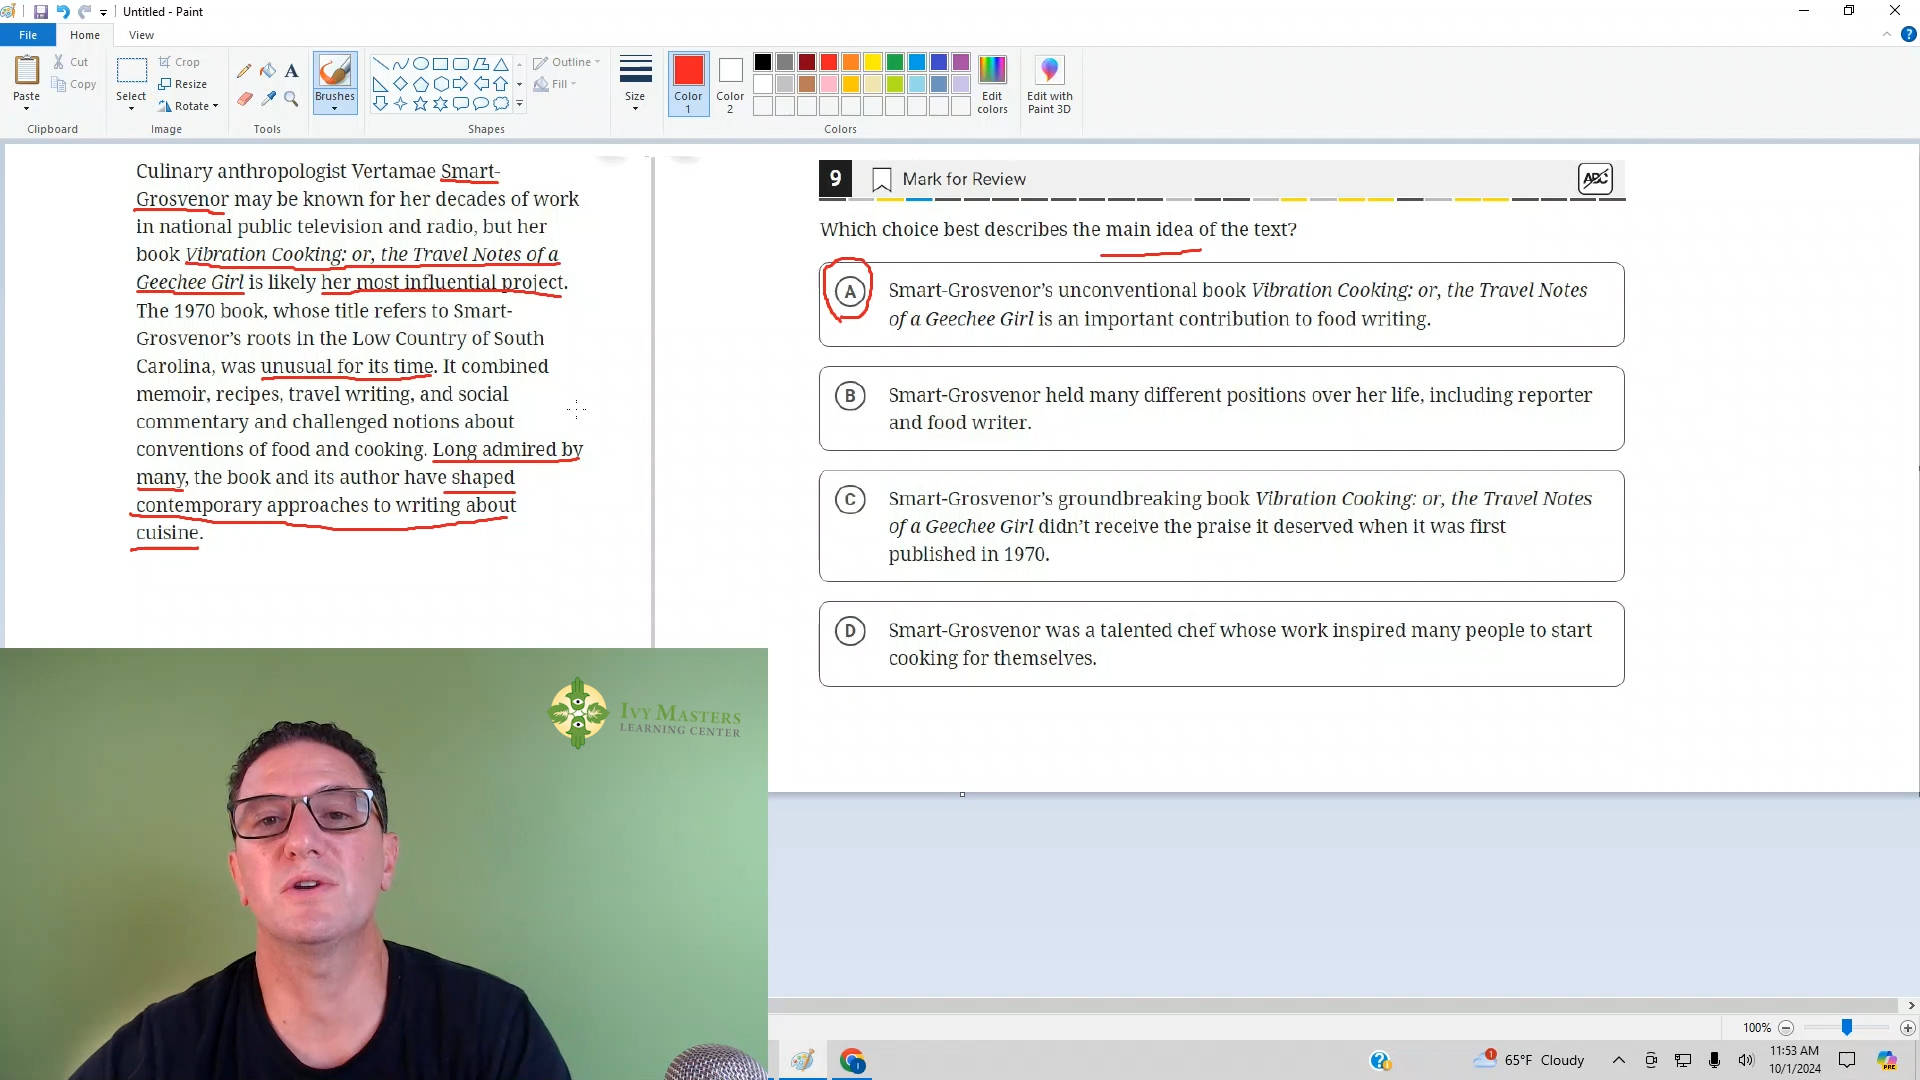 Untitled - Paint
File
Home
View
Paste
Cut
Copy
Clipboard
Select
Crop
Resize
Rotate
Image
Tools
Brushes
Shapes
Outline
Fill
Size
Color 1
Color 2
Edit colors
Edit with Paint 3D
Colors
Culinary anthropologist Vertamae Smart-
Grosvenor may be known for her decades of work
in national public television and radio, but her
book Vibration Cooking: or, the Travel Notes of a
Geechee Girl is likely her most influential project.
The 1970 book, whose title refers to Smart-
Grosvenor’s roots in the Low Country of South
Carolina, was unusual for its time. It combined
memoir, recipes, travel writing, and social
commentary and challenged notions about
conventions of food and cooking. Long admired by
many, the book and its author have shaped
contemporary approaches to writing about
cuisine.
9 Mark for Review ABC
Which choice best describes the main idea of the text?
A Smart-Grosvenor’s unconventional book Vibration Cooking: or, the Travel Notes
of a Geechee Girl is an important contribution to food writing.
B Smart-Grosvenor held many different positions over her life, including reporter
and food writer.
C Smart-Grosvenor’s groundbreaking book Vibration Cooking: or, the Travel Notes
of a Geechee Girl didn’t receive the praise it deserved when it was first
published in 1970.
D Smart-Grosvenor was a talented chef whose work inspired many people to start
cooking for themselves.
IVY MASTERS
LEARNING CENTER
100%
1
65°F Cloudy
11:53 AM
10/1/2024
PRE